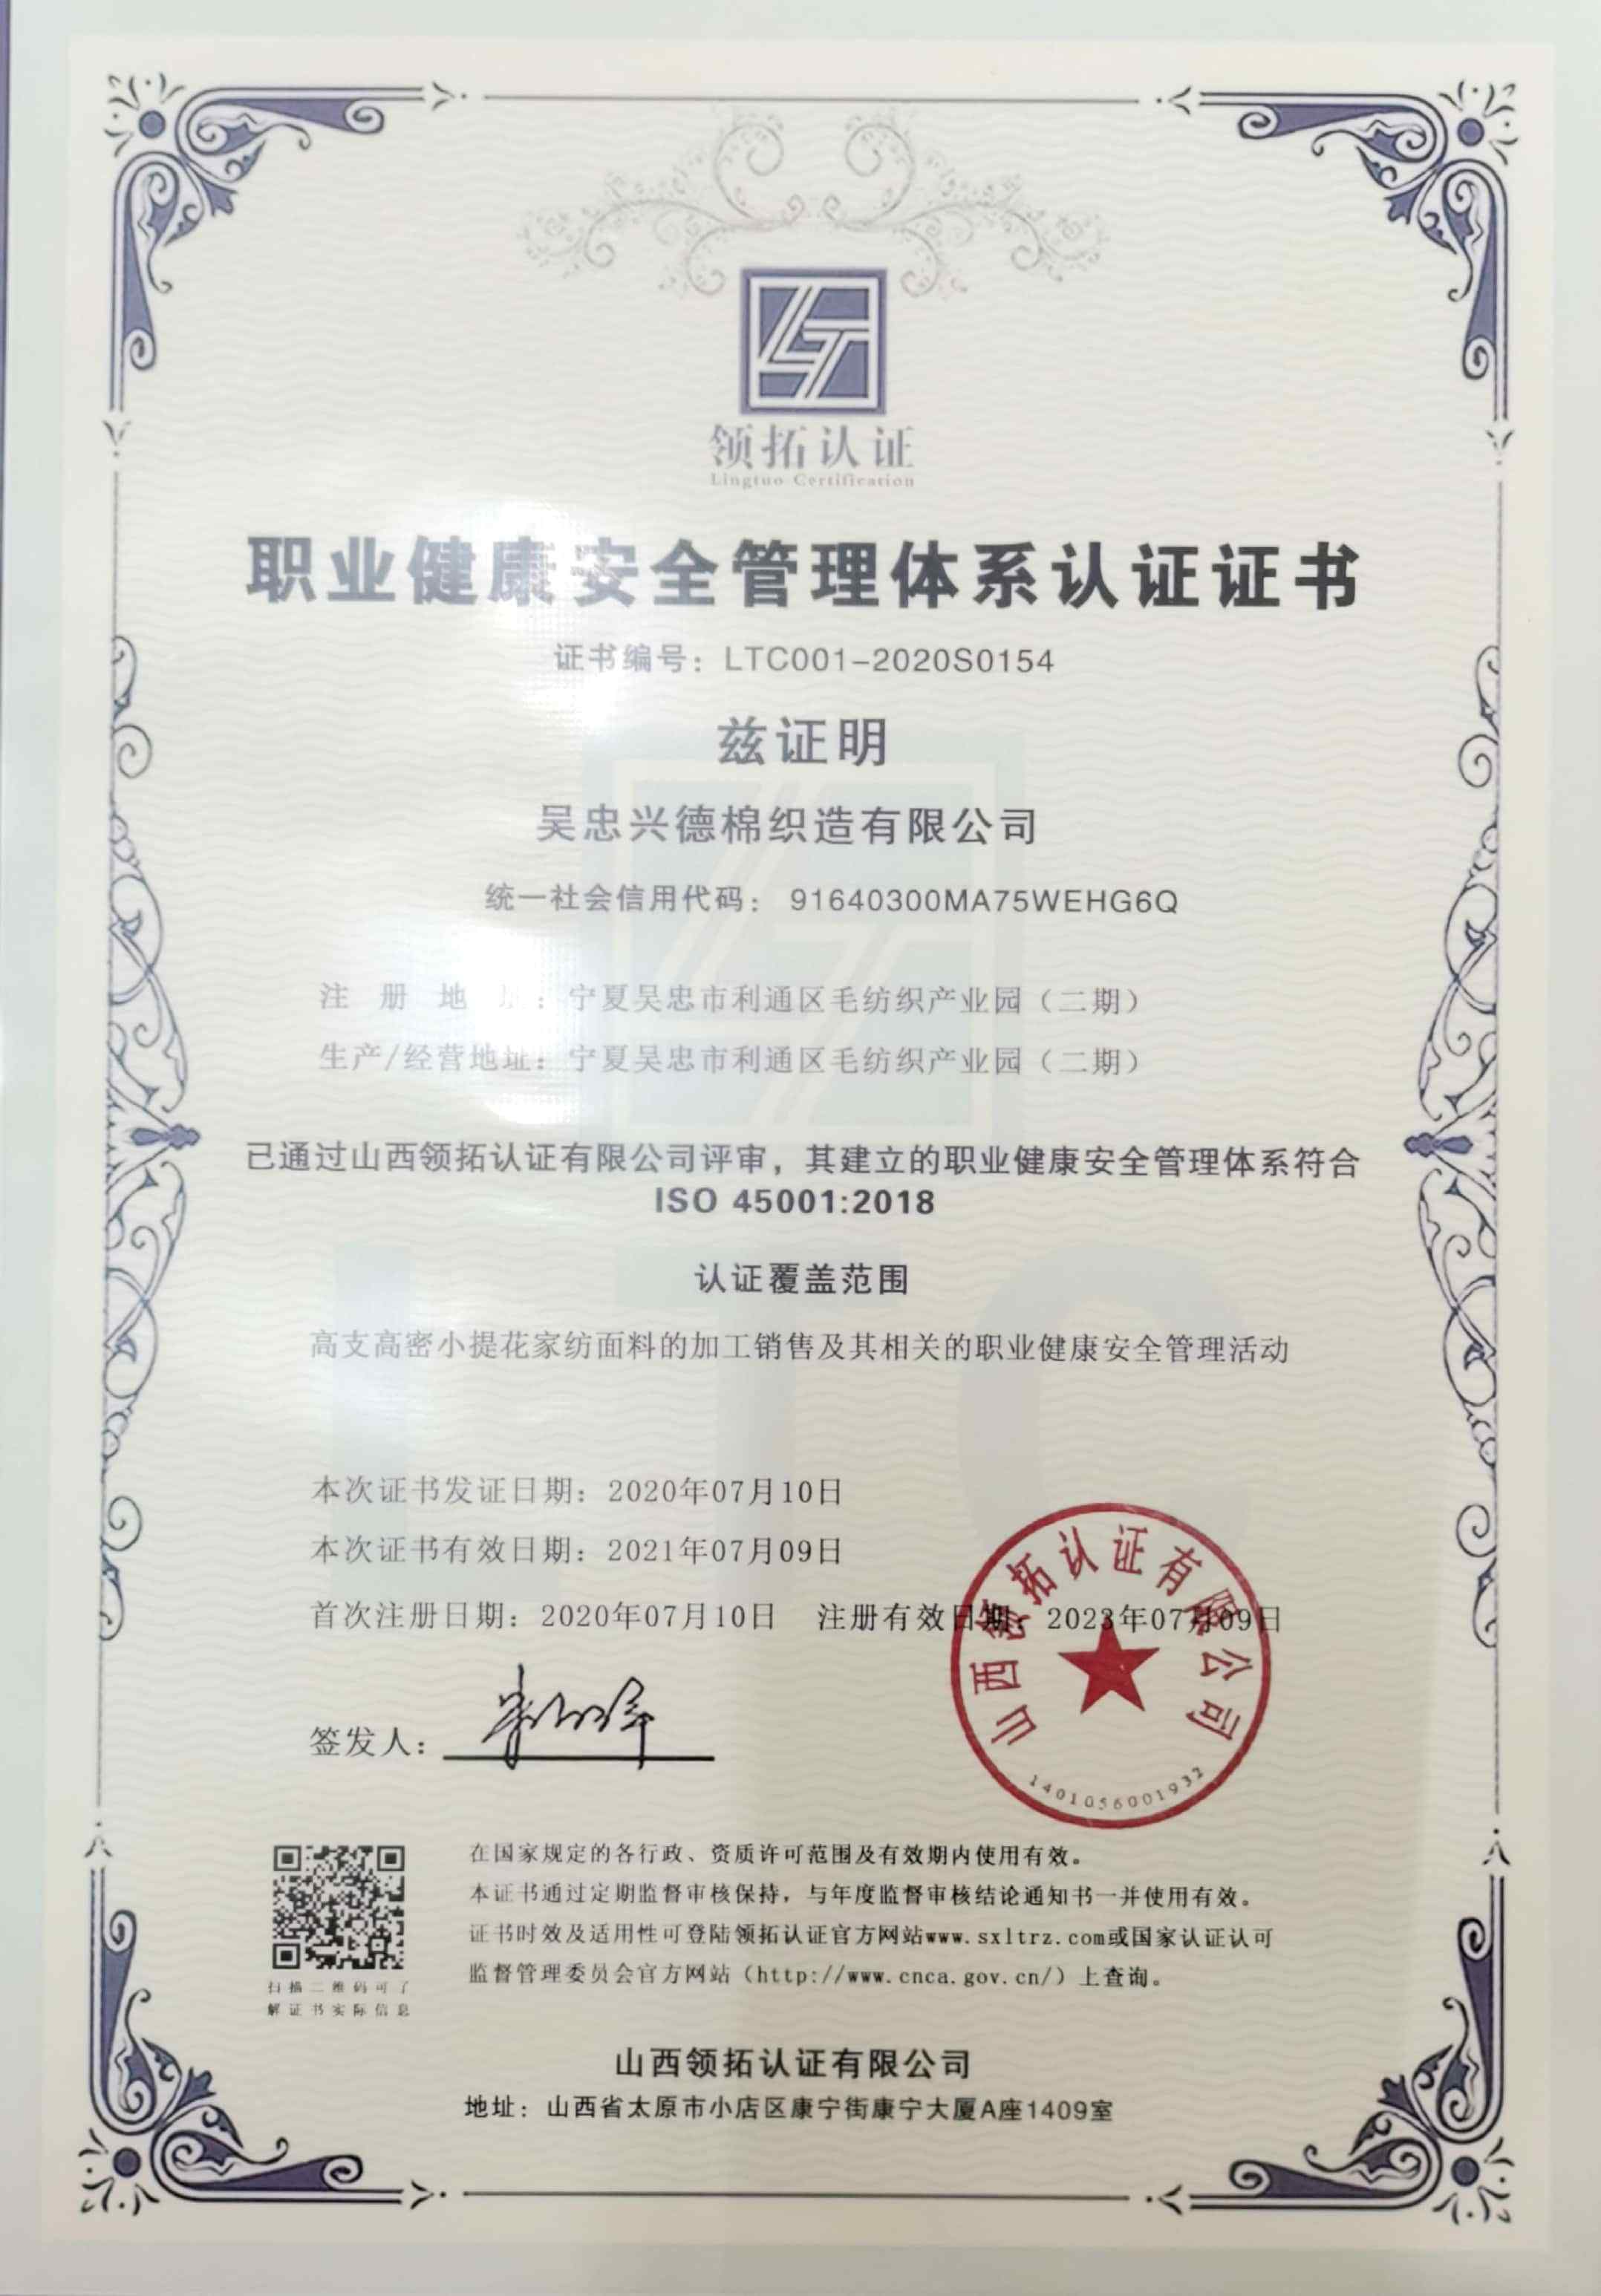 领拓认证
Lingtuo Certification
职业健康安全管理体系认证证书
证书编号：LTC001-2020S0154
兹证明
吴忠兴德棉织造有限公司
统一社会信用代码： 91640300MA75WEHG6Q
注 册 地 址：宁夏吴忠市利通区毛纺织产业园（二期）
生产/经营地址：宁夏吴忠市利通区毛纺织产业园（二期）
已通过山西领拓认证有限公司评审，其建立的职业健康安全管理体系符合
ISO 45001:2018
认证覆盖范围
高支高密小提花家纺面料的加工销售及其相关的职业健康安全管理活动
本次证书发证日期：2020年07月10日
本次证书有效日期：2021年07月09日
首次注册日期：2020年07月10日 注册有效日期：2023年07月09日
山西领拓认证有限公司
1401056001932
签发人：
在国家规定的各行政、资质许可范围及有效期内使用有效。
本证书通过定期监督审核保持，与年度监督审核结论通知书一并使用有效。
证书时效及适用性可登陆领拓认证官方网站www.sxltrz.com或国家认证认可
监督管理委员会官方网站（http://www.cnca.gov.cn/）上查询。
扫描二维码可了
解证书实际信息
山西领拓认证有限公司
地址：山西省太原市小店区康宁街康宁大厦A座1409室